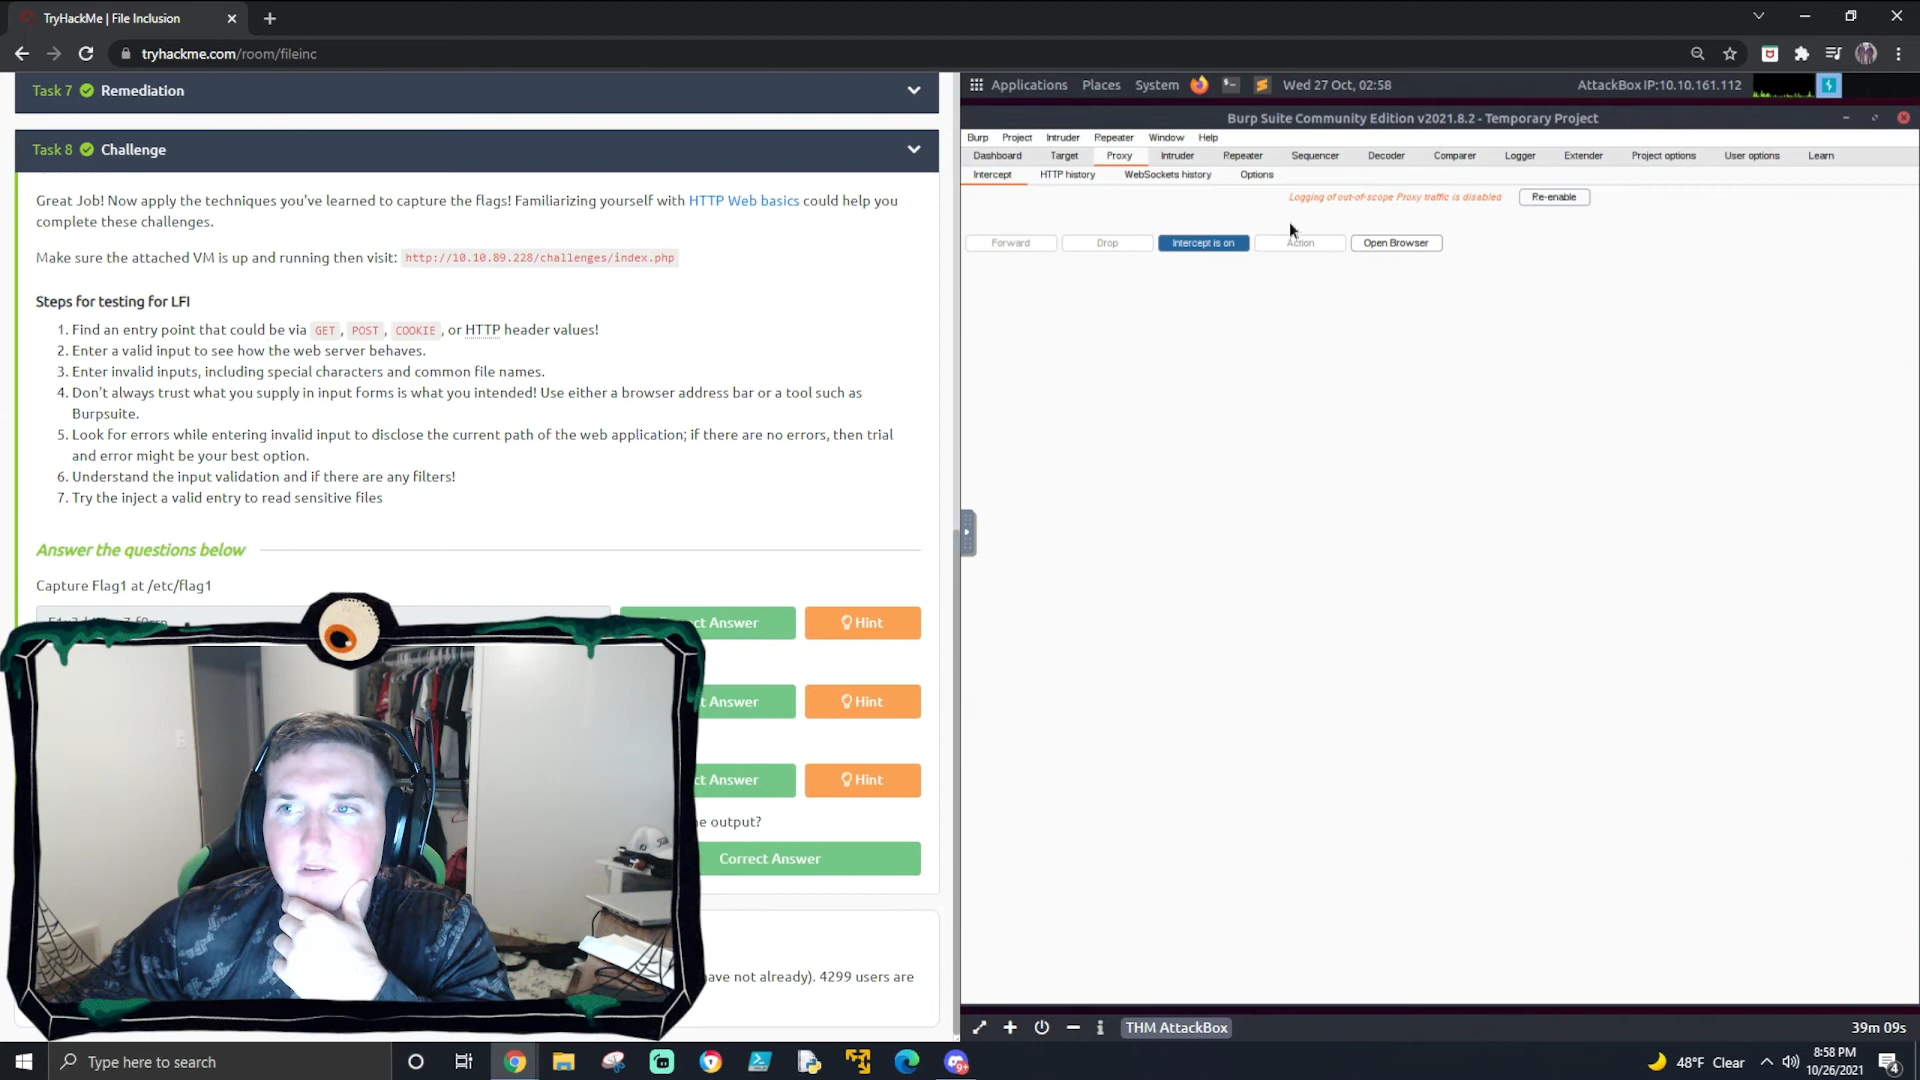 TryHackMe | File Inclusion
tryhackme.com/room/fileinc
Task 7 Remediation
Task 8 Challenge
Great Job! Now apply the techniques you've learned to capture the flags! Familiarizing yourself with HTTP Web basics could help you
complete these challenges.
Make sure the attached VM is up and running then visit: http://10.10.89.228/challenges/index.php
Steps for testing for LFI
1. Find an entry point that could be via GET, POST, COOKIE, or HTTP header values!
2. Enter a valid input to see how the web server behaves.
3. Enter invalid inputs, including special characters and common file names.
4. Don't always trust what you supply in input forms is what you intended! Use either a browser address bar or a tool such as
Burpsuite.
5. Look for errors while entering invalid input to disclose the current path of the web application; if there are no errors, then trial
and error might be your best option.
6. Understand the input validation and if there are any filters!
7. Try the inject a valid entry to read sensitive files
Answer the questions below
Capture Flag1 at /etc/flag1
ct Answer Hint
t Answer Hint
ct Answer Hint
e output?
Correct Answer
have not already). 4299 users are
Applications Places System Wed 27 Oct, 02:58 AttackBox IP:10.10.161.112
Burp Suite Community Edition v2021.8.2 - Temporary Project
Burp Project Intruder Repeater Window Help
Dashboard Target Proxy Intruder Repeater Sequencer Decoder Comparer Logger Extender Project options User options Learn
Intercept HTTP history WebSockets history Options
Logging of out-of-scope Proxy traffic is disabled Re-enable
Forward Drop Intercept is on Action Open Browser
THM AttackBox 39m 09s
Type here to search
9+
48°F Clear
8:58 PM
10/26/2021
4